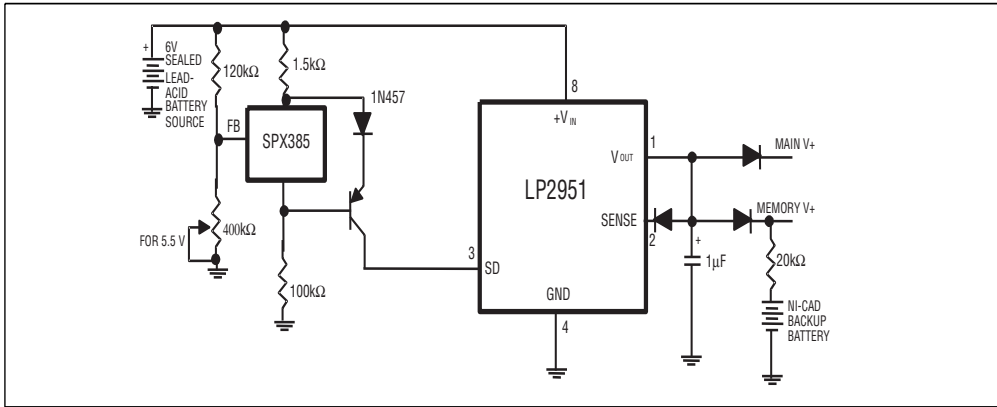 + 6V
SEALED
LEAD-
ACID
BATTERY
SOURCE
120kΩ
1.5kΩ
1N457
FB
SPX385
400kΩ
FOR 5.5 V
100kΩ
8
+VIN
1
VOUT
LP2951
SENSE
2
3
SD
GND
4
MAIN V+
MEMORY V+
+
1µF
20kΩ
NI-CAD
BACKUP
BATTERY